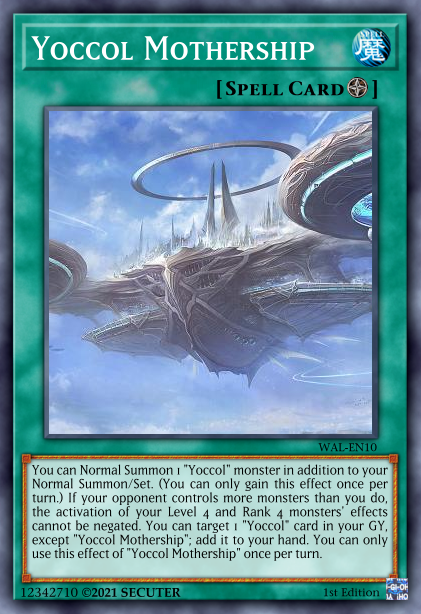 Yoccol Mothership
魔
[Spell Card]
WAL-EN10
You can Normal Summon 1 "Yoccol" monster in addition to your
Normal Summon/Set. (You can only gain this effect once per
turn.) If your opponent controls more monsters than you do,
the activation of your Level 4 and Rank 4 monsters' effects
cannot be negated. You can target 1 "Yoccol" card in your GY,
except "Yoccol Mothership"; add it to your hand. You can only
use this effect of "Yoccol Mothership" once per turn.
12342710 ©2021 SECUTER 1st Edition